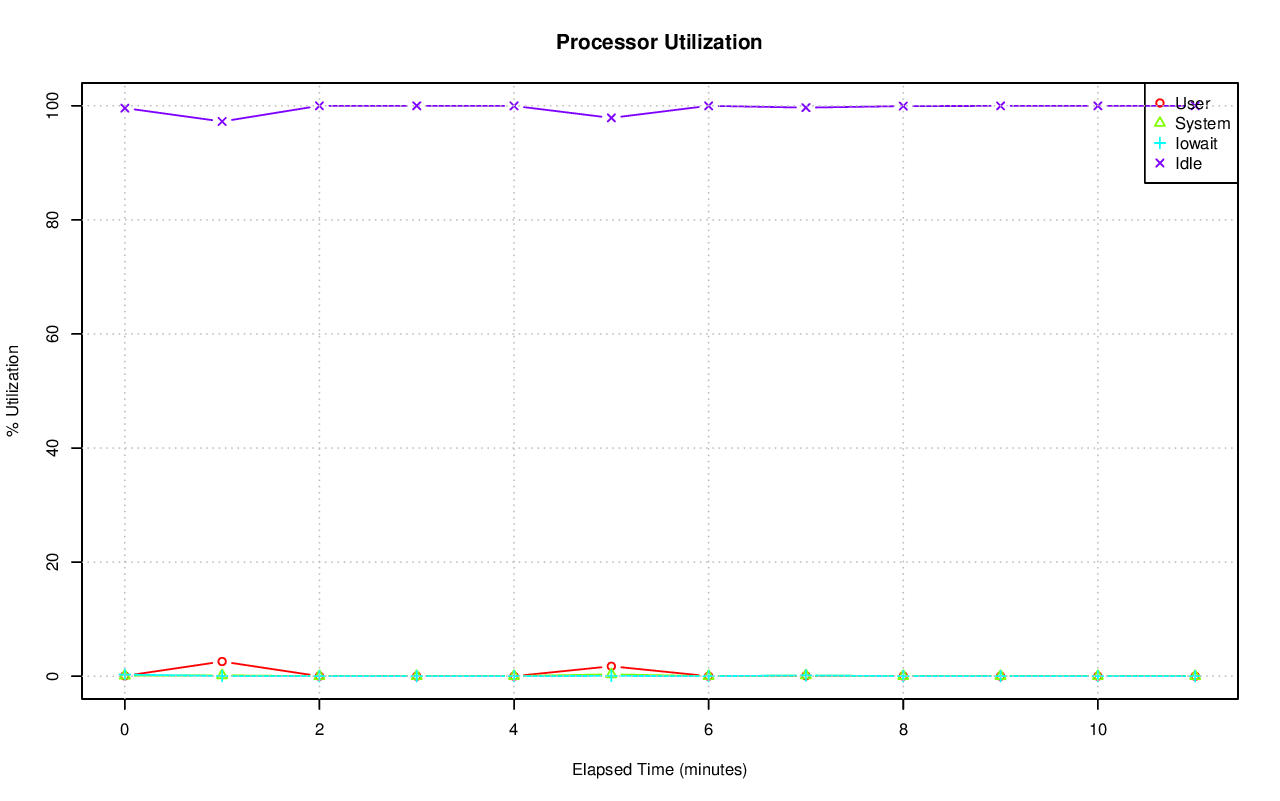 Processor Utilization
% Utilization
100
80
60
40
20
0
User
System
Iowait
Idle
0 2 4 6 8 10
Elapsed Time (minutes)